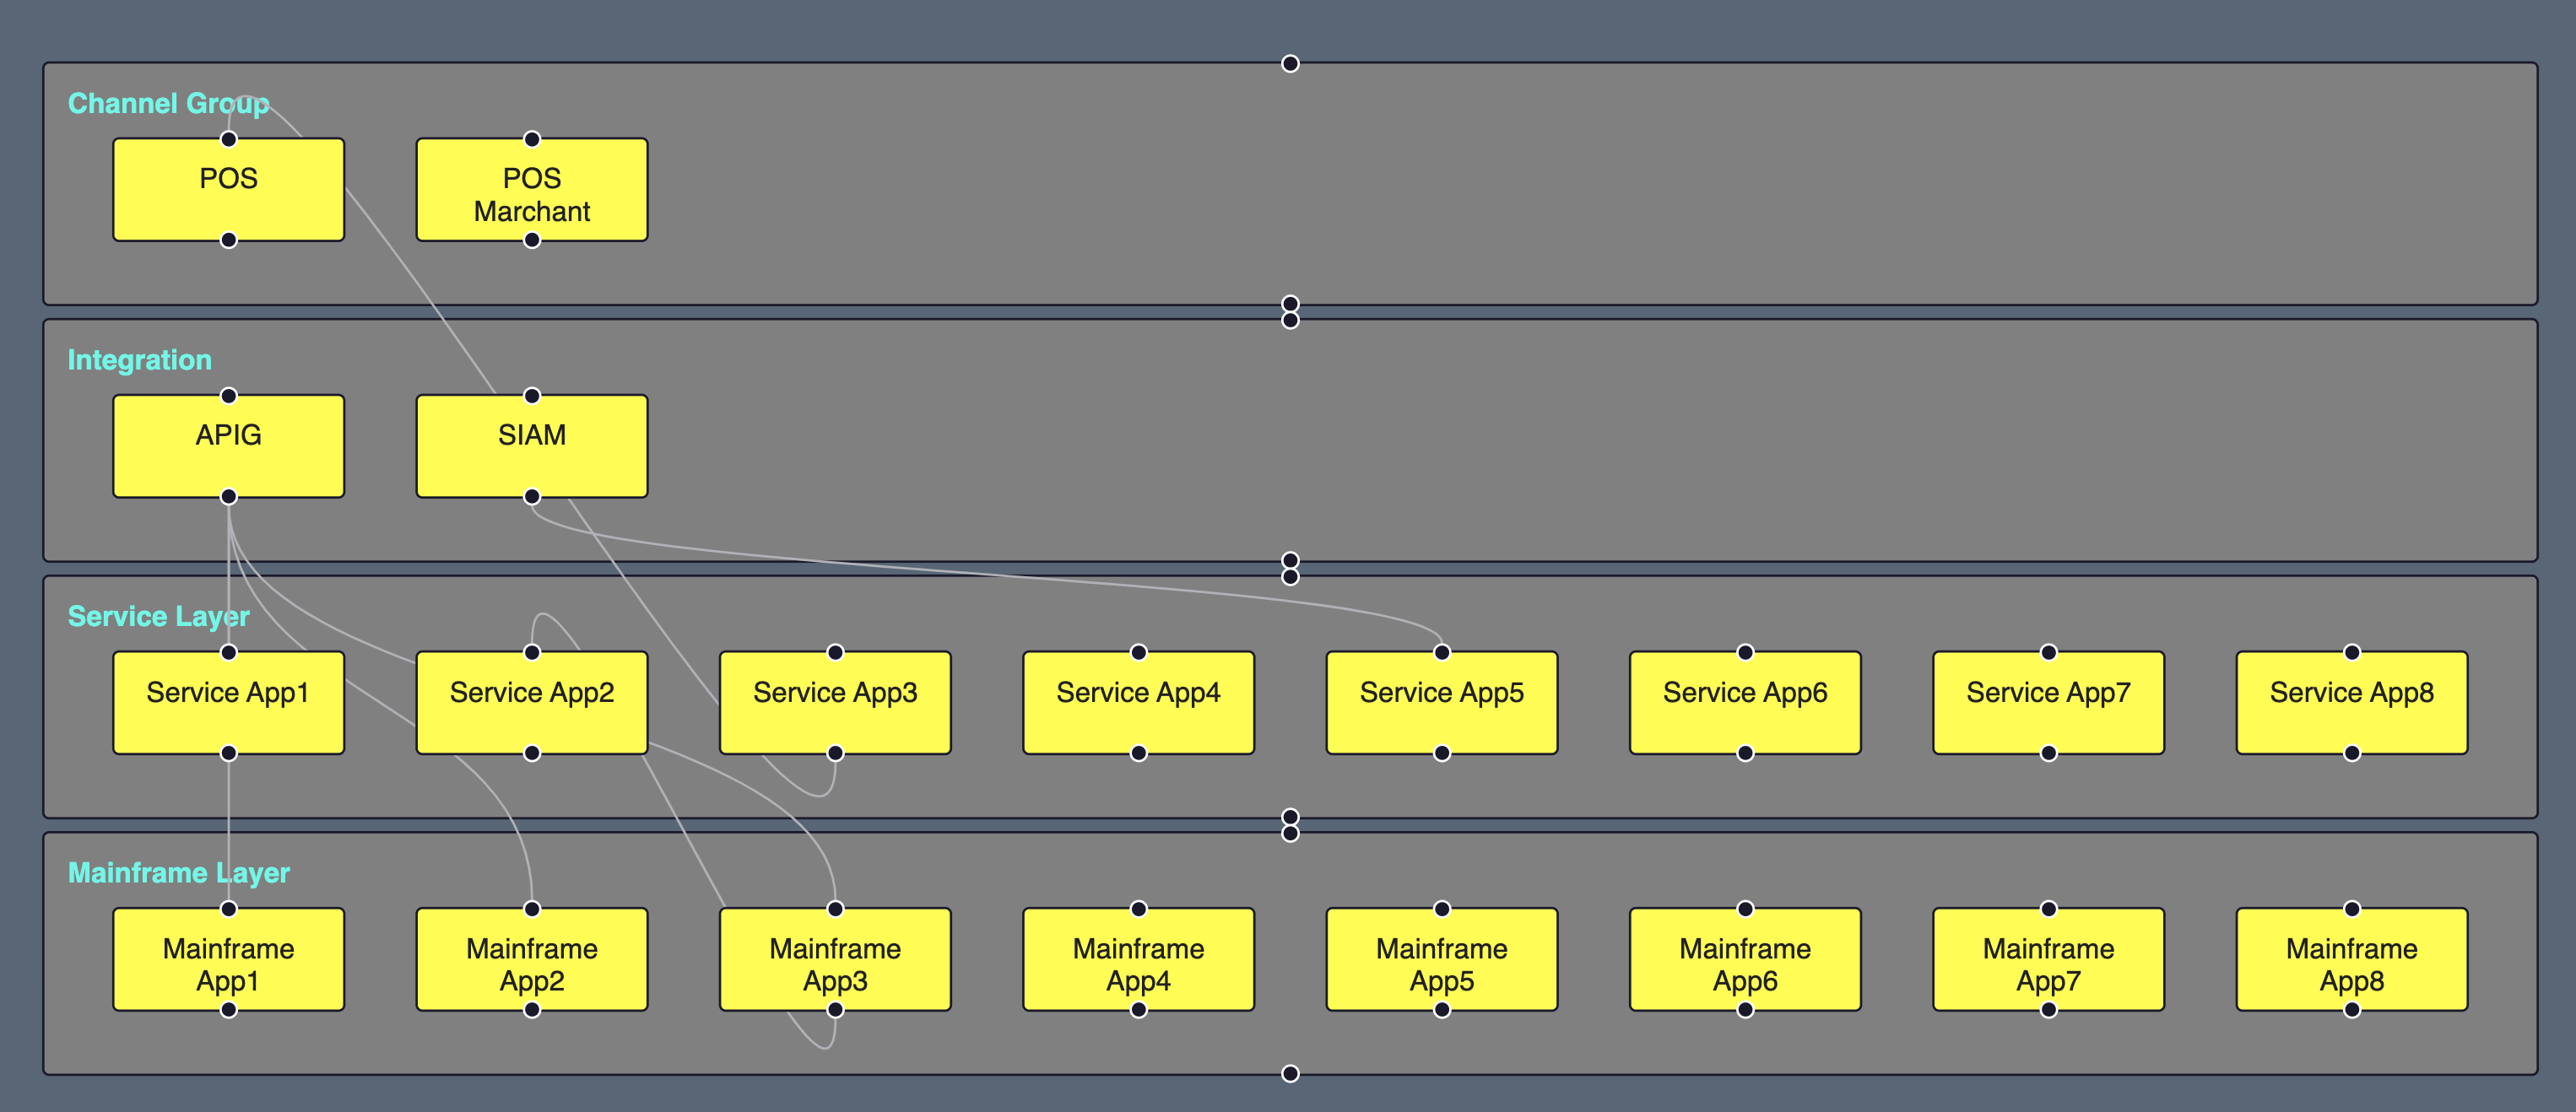 Channel Group
POS
POS
Marchant
Integration
APIG
SIAM
Service Layer
Service App1
Service App2
Service App3
Service App4
Service App5
Service App6
Service App7
Service App8
Mainframe Layer
Mainframe
App1
Mainframe
App2
Mainframe
App3
Mainframe
App4
Mainframe
App5
Mainframe
App6
Mainframe
App7
Mainframe
App8